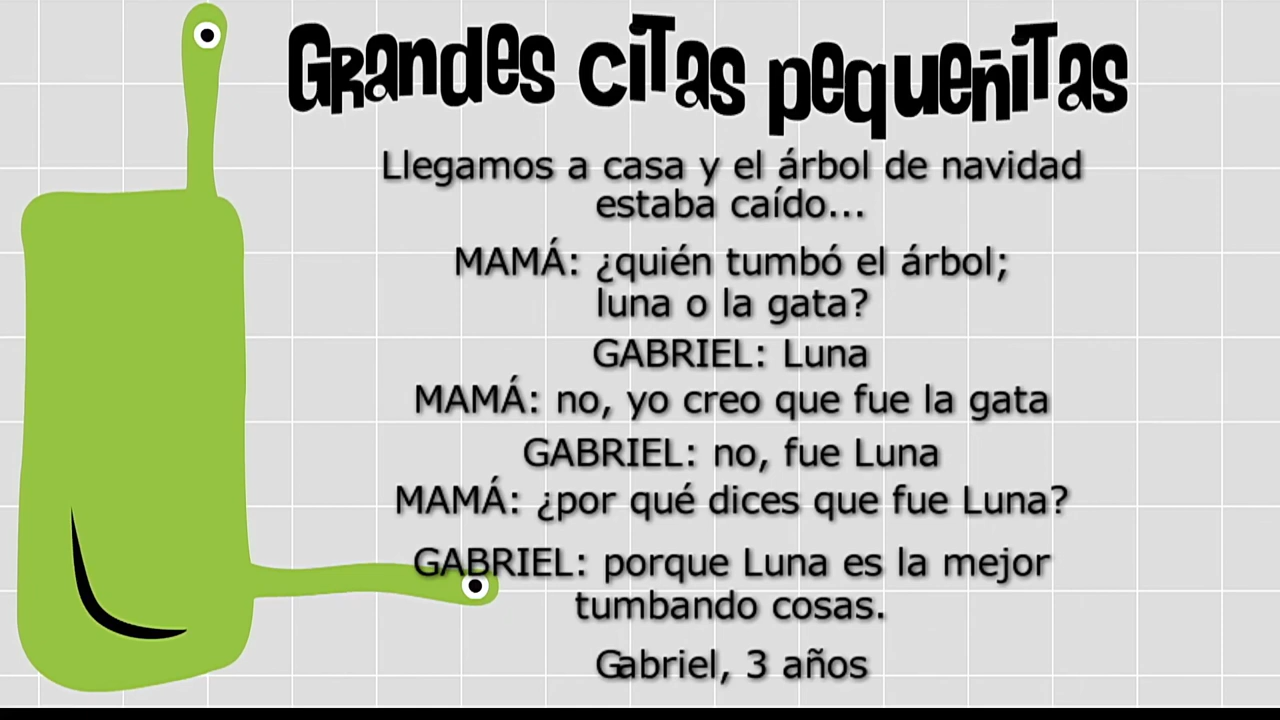 Grandes citas pequeñitas
Llegamos a casa y el árbol de navidad
estaba caído...
MAMÁ: ¿quién tumbó el árbol;
luna o la gata?
GABRIEL: Luna
MAMÁ: no, yo creo que fue la gata
GABRIEL: no, fue Luna
MAMÁ: ¿por qué dices que fue Luna?
GABRIEL: porque Luna es la mejor
tumbando cosas.
Gabriel, 3 años